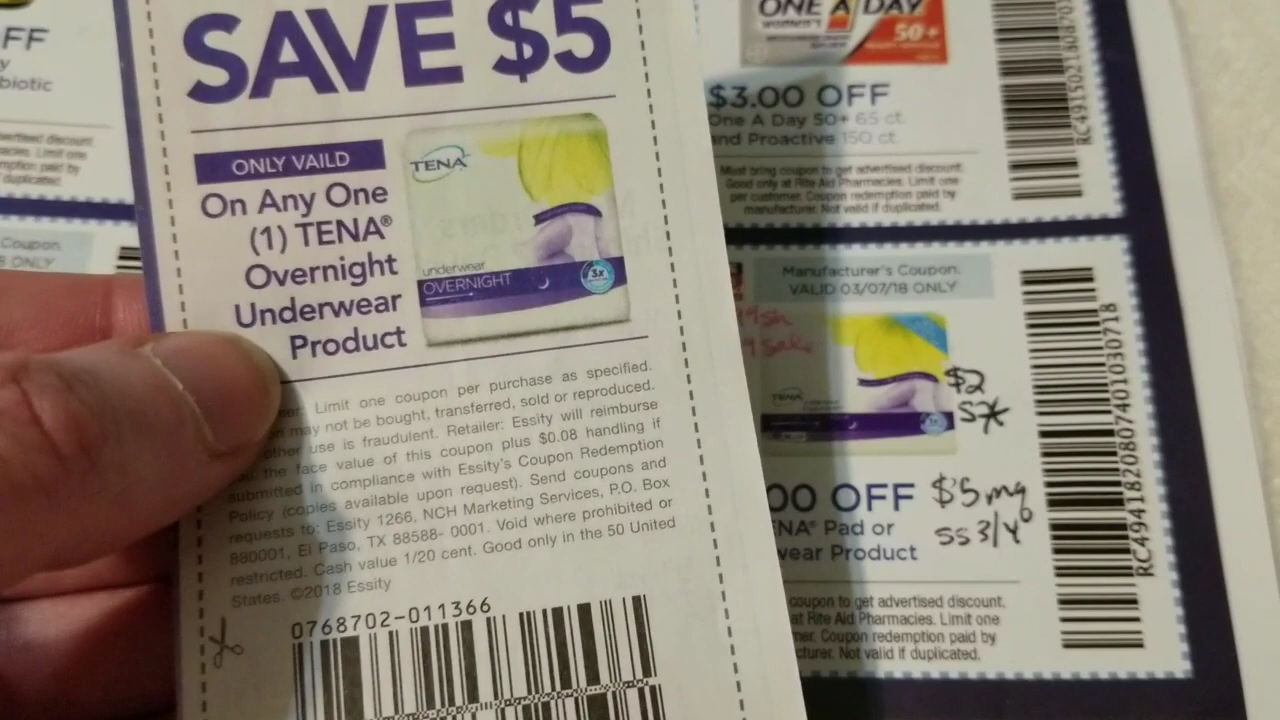 FF
biotic
Coupon
ONLY
SAVE $5
ONLY VAILD
On Any One
(1) TENA®
Overnight
Underwear
Product
TENA
underwear
OVERNIGHT
3x
Limit one coupon per purchase as specified.
may not be bought, transferred, sold or reproduced.
other use is fraudulent. Retailer: Essity will reimburse
the face value of this coupon plus $0.08 handling if
submitted in compliance with Essity's Coupon Redemption
Policy (copies available upon request). Send coupons and
requests to: Essity 1266, NCH Marketing Services, P.O. Box
880001, El Paso, TX 88588- 0001. Void where prohibited or
restricted. Cash value 1/20 cent. Good only in the 50 United
States. ©2018 Essity
0768702-011366
ONE A DAY
women's
50+
$3.00 OFF
One A Day 50+ 65 ct.
and Proactive 150 ct.
Must bring coupon to get advertised discount.
Good only at Rite Aid Pharmacies. Limit one
per customer. Coupon redemption paid by
manufacturer. Not valid if duplicated.
Manufacturer's Coupon.
VALID 03/07/18 ONLY
TENA
$2
00 OFF
NA® Pad or
wear Product
$5 mq
SS 3/4
coupon to get advertised discount.
at Rite Aid Pharmacies. Limit one
mer. Coupon redemption paid by
cturer. Not valid if duplicated.
RC494182080740103030718